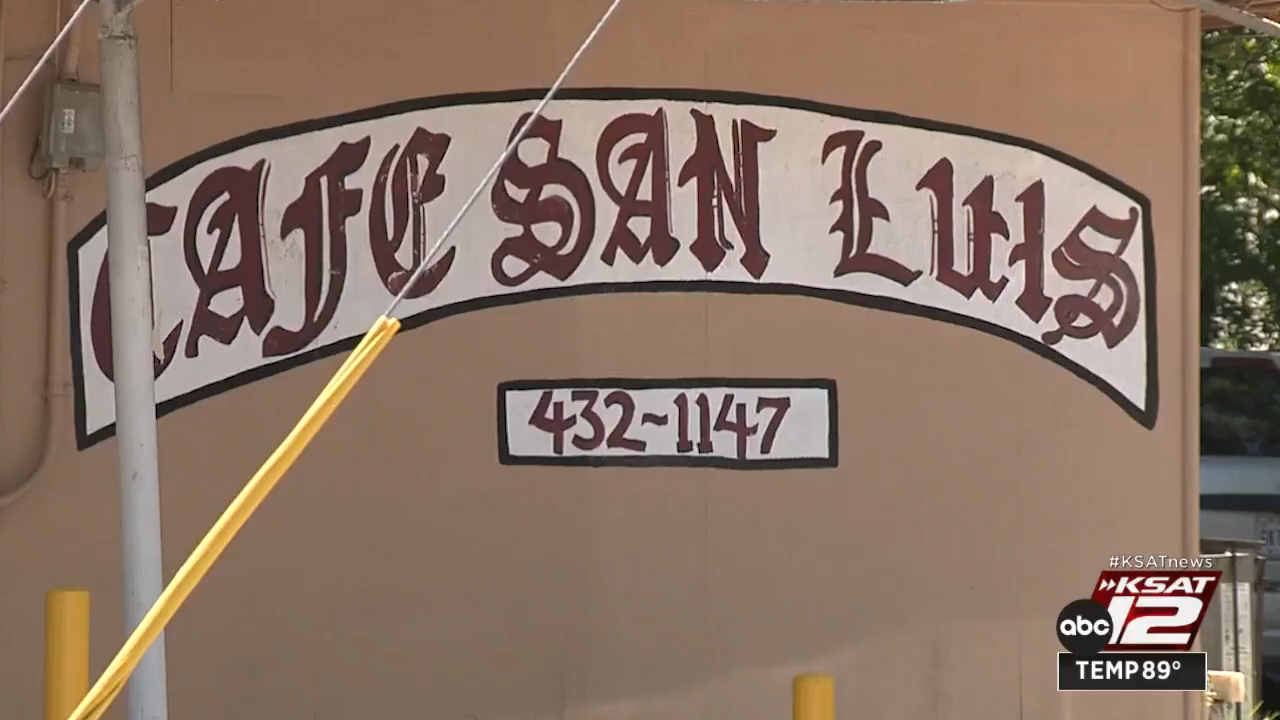 CAFE SAN LUIS
432-1147
#KSATnews
KSAT
abc 12
TEMP 89°